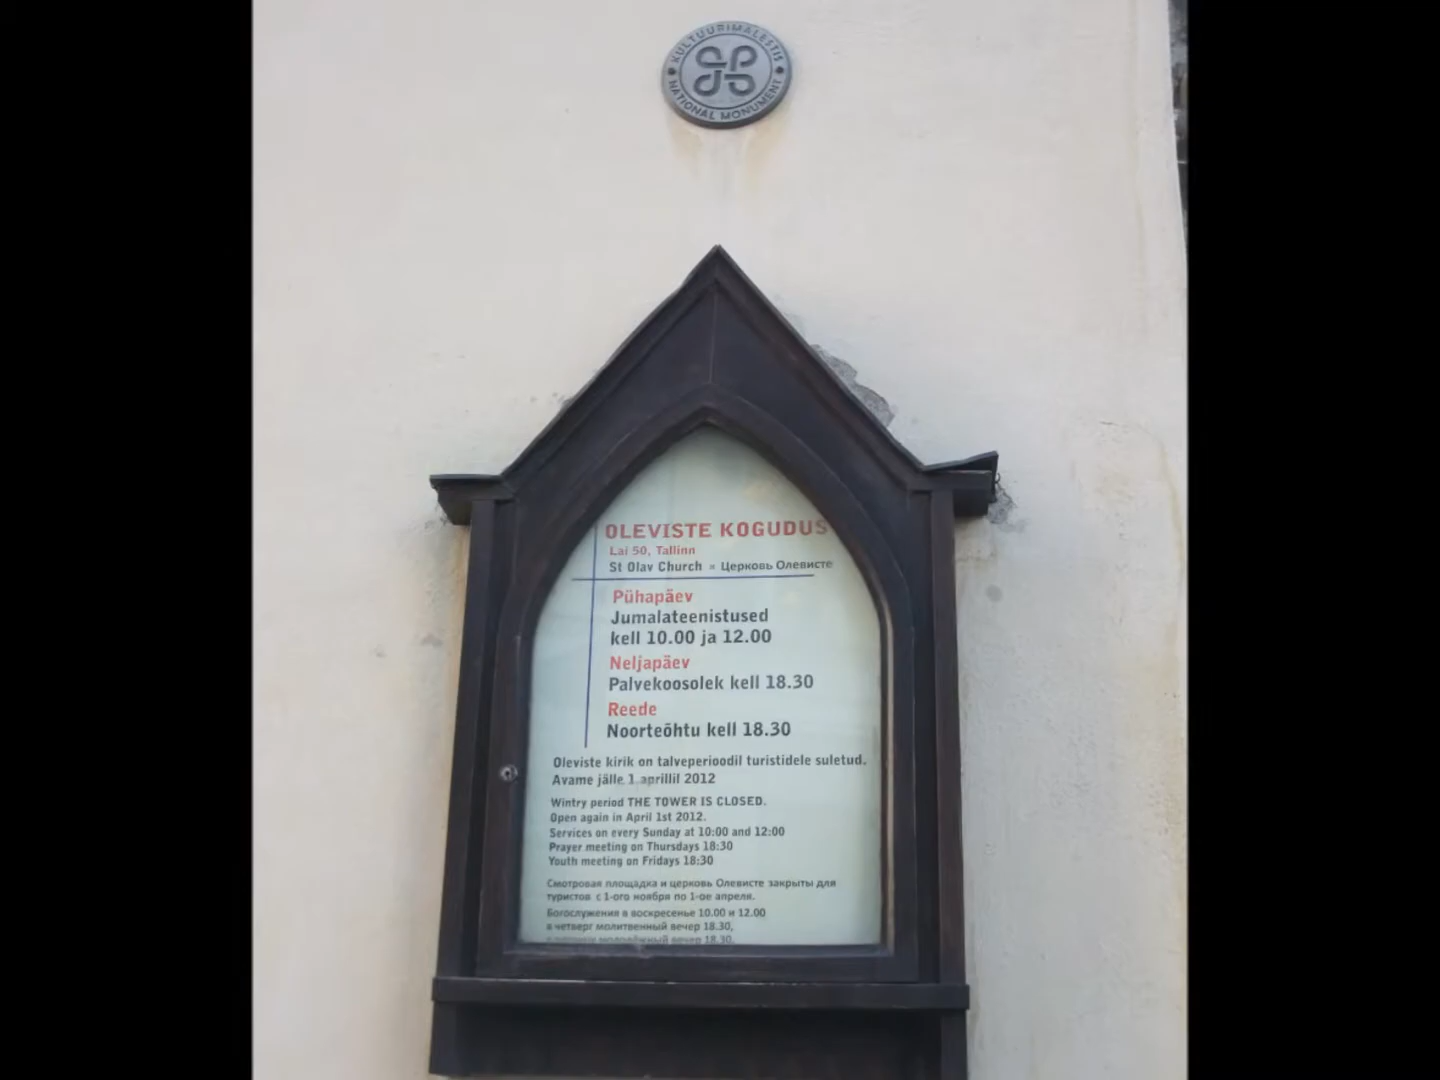 KULTUURIMÄLESTIS
NATIONAL MONUMENT
OLEVISTE KOGUDUS
Lai 50, Tallinn
St Olav Church = Церковь Олевисте
Pühapäev
Jumalateenistused
kell 10.00 ja 12.00
Neljapäev
Palvekoosolek kell 18.30
Reede
Noorteõhtu kell 18.30
Oleviste kirik on talveperioodil turistidele suletud.
Avame jälle 1 aprillil 2012
Wintry period THE TOWER IS CLOSED.
Open again in April 1st 2012.
Services on every Sunday at 10:00 and 12:00
Prayer meeting on Thursdays 18:30
Youth meeting on Fridays 18:30
Смотровая площадка и церковь Олевисте закрыты для
туристов с 1-ого ноября по 1-ое апреля.
Богослужения в воскресенье 10.00 и 12.00
в четверг молитвенный вечер 18.30,
молодёжный вечер 18.30.